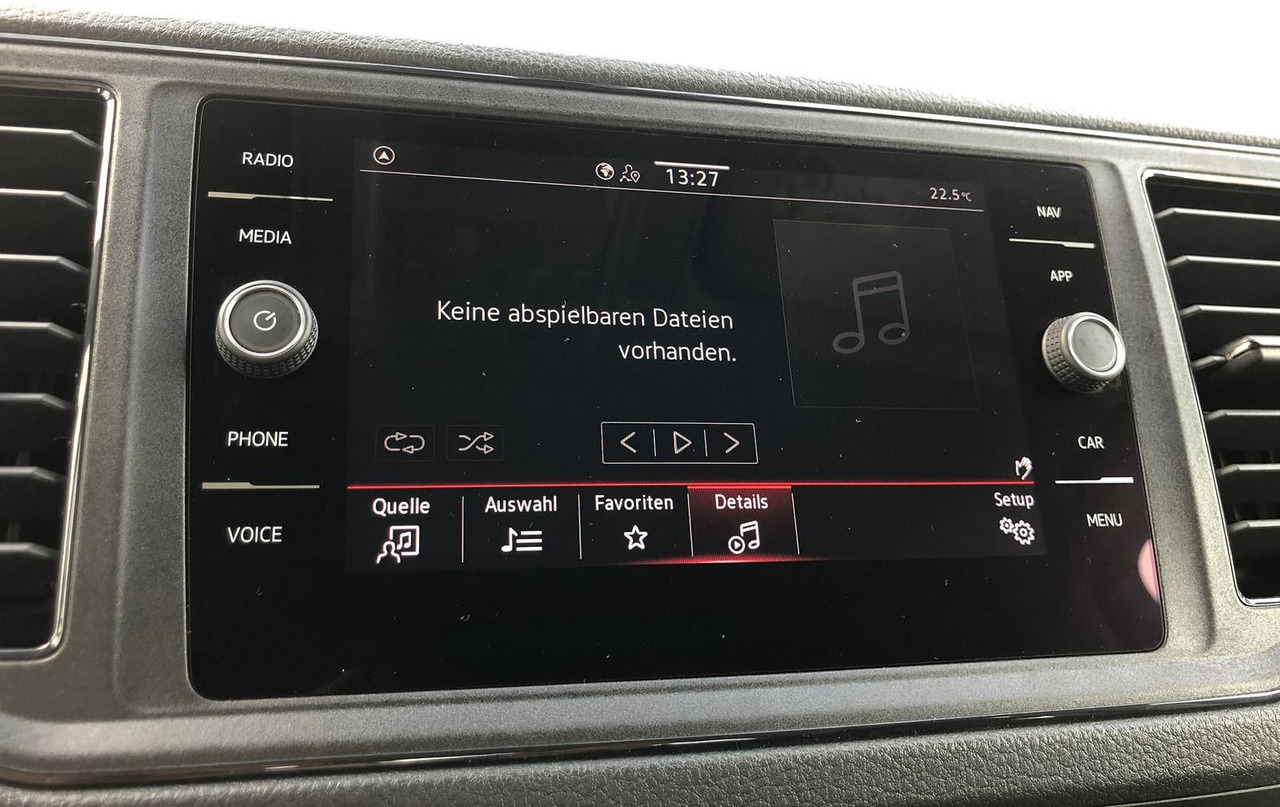 RADIO
MEDIA
PHONE
VOICE
13:27
22.5°C
Keine abspielbaren Dateien
vorhanden.
Quelle
Auswahl
Favoriten
Details
Setup
NAV
APP
CAR
MENU